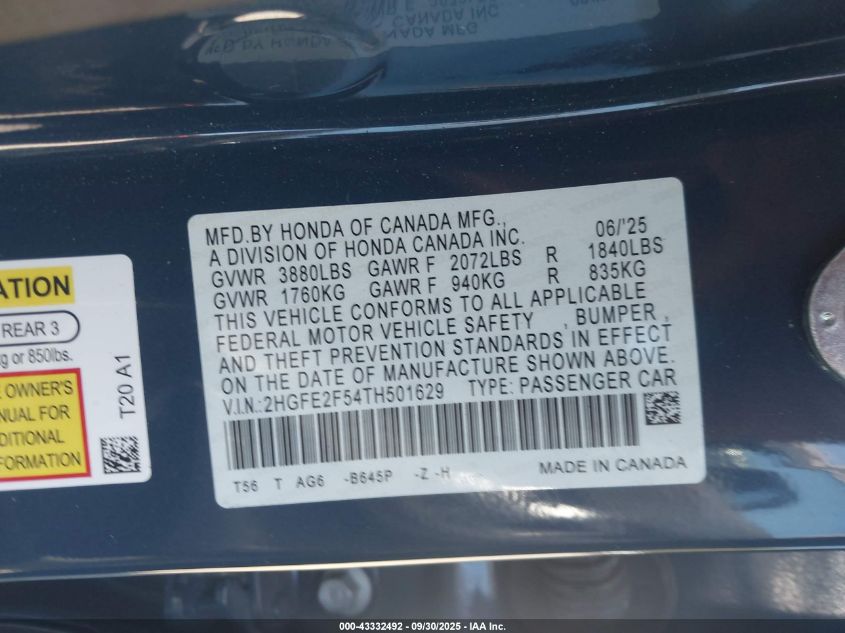 MFD.BY HONDA OF CANADA MFG., 06/'25
A DIVISION OF HONDA CANADA INC.
GVWR 3880LBS GAWR F 2072LBS R 1840LBS
GVWR 1760KG GAWR F 940KG R 835KG
THIS VEHICLE CONFORMS TO ALL APPLICABLE
FEDERAL MOTOR VEHICLE SAFETY , BUMPER ,
AND THEFT PREVENTION STANDARDS IN EFFECT
ON THE DATE OF MANUFACTURE SHOWN ABOVE.
V.I.N.:2HGFE2F54TH501629 TYPE: PASSENGER CAR
T56 T AG6 -B645P -Z -H MADE IN CANADA
ATION
REAR 3
g or 850lbs.
E OWNER'S
NUAL FOR
DITIONAL
FORMATION
T20 A1
000-43332492 - 09/30/2025 - IAA Inc.